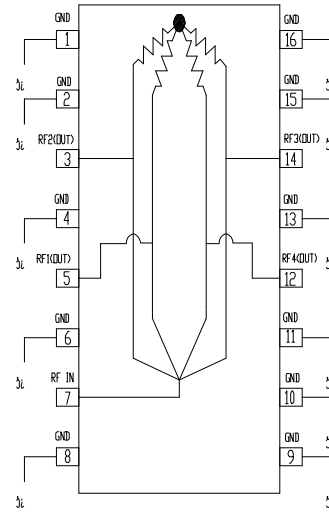 GND
1
GND
2
RF2(OUT)
3
GND
4
RF1(OUT)
5
GND
6
RF IN
7
GND
8
GND
16
GND
15
RF3(OUT)
14
GND
13
RF4(OUT)
12
GND
11
GND
10
GND
9